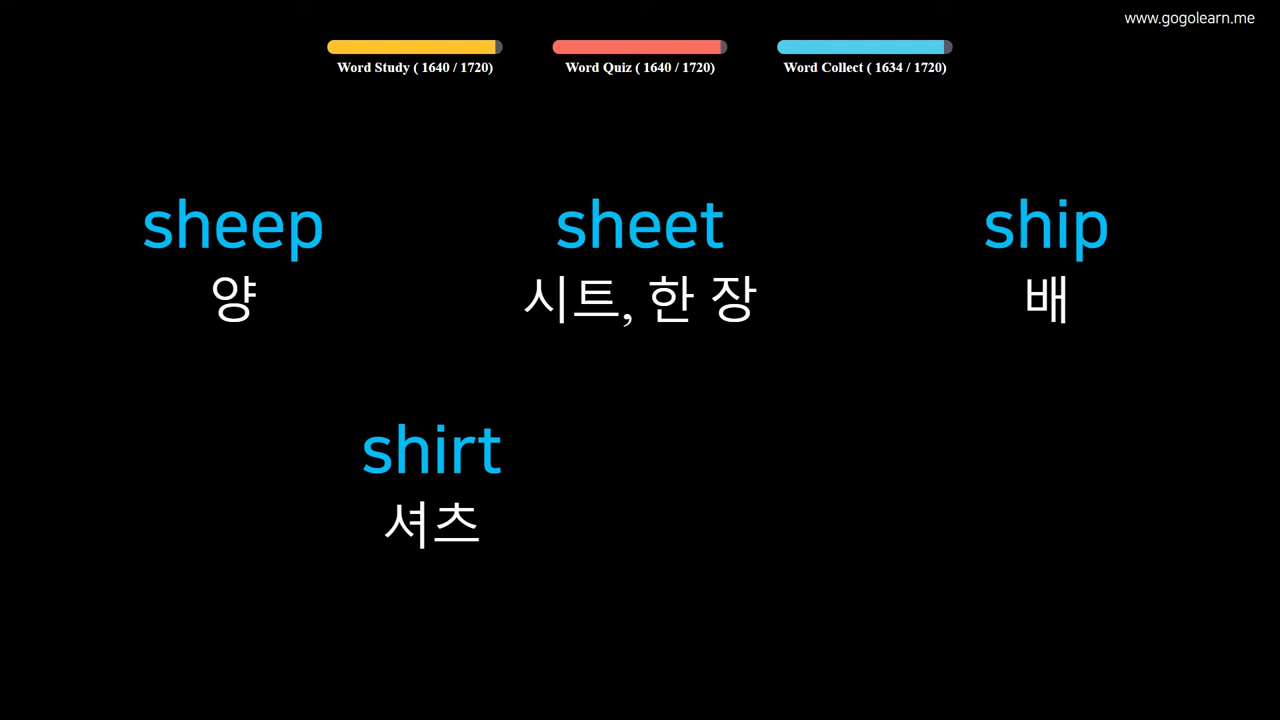 www.gogolearn.me
Word Study ( 1640 / 1720)
Word Quiz ( 1640 / 1720)
Word Collect ( 1634 / 1720)
sheep
양
sheet
시트, 한 장
ship
배
shirt
셔츠